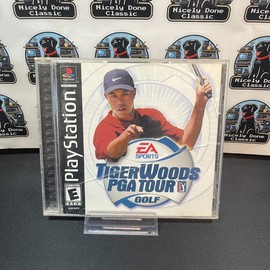 Nicely Done
Classic
Nicely Done
Classic
Nicely Done
Classic
Nicely Done
Classic
PlayStation
EA
SPORTS
TIGER WOODS
PGA TOUR
GOLF
E